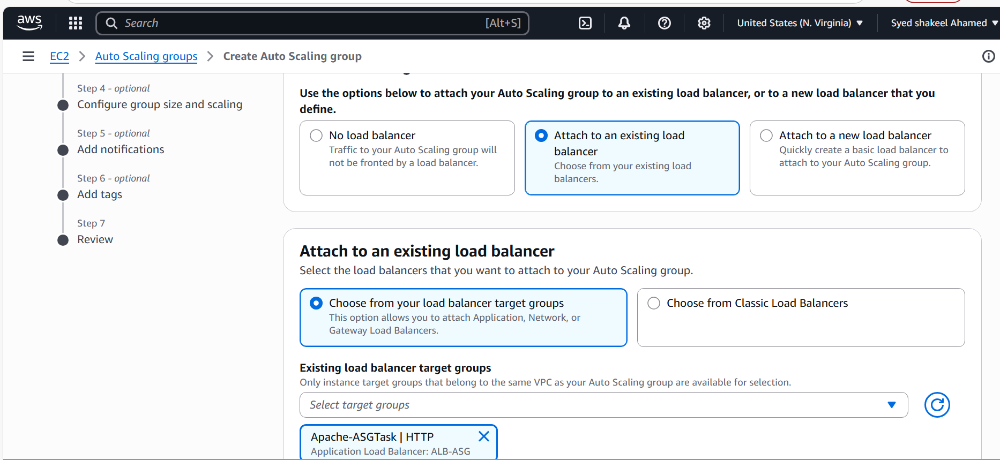 aws
Search
[Alt+S]
United States (N. Virginia)
Syed shakeel Ahamed
EC2
Auto Scaling groups
Create Auto Scaling group
Step 4 - optional
Configure group size and scaling
Step 5 - optional
Add notifications
Step 6 - optional
Add tags
Step 7
Review
Use the options below to attach your Auto Scaling group to an existing load balancer, or to a new load balancer that you
define.
No load balancer
Traffic to your Auto Scaling group will
not be fronted by a load balancer.
Attach to an existing load
balancer
Choose from your existing load
balancers.
Attach to a new load balancer
Quickly create a basic load balancer to
attach to your Auto Scaling group.
Attach to an existing load balancer
Select the load balancers that you want to attach to your Auto Scaling group.
Choose from your load balancer target groups
This option allows you to attach Application, Network, or
Gateway Load Balancers.
Choose from Classic Load Balancers
Existing load balancer target groups
Only instance target groups that belong to the same VPC as your Auto Scaling group are available for selection.
Select target groups
Apache-ASGTask | HTTP
Application Load Balancer: ALB-ASG